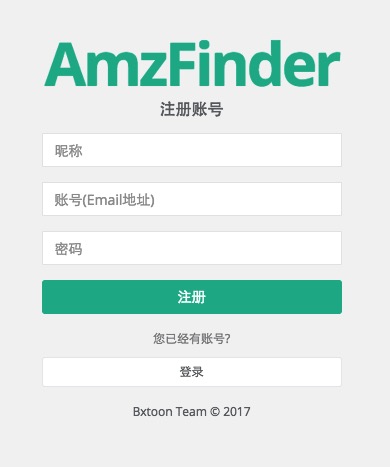 AmzFinder
注册账号
昵称
账号(Email地址)
密码
注册
您已经有账号?
登录
Bxtoon Team © 2017